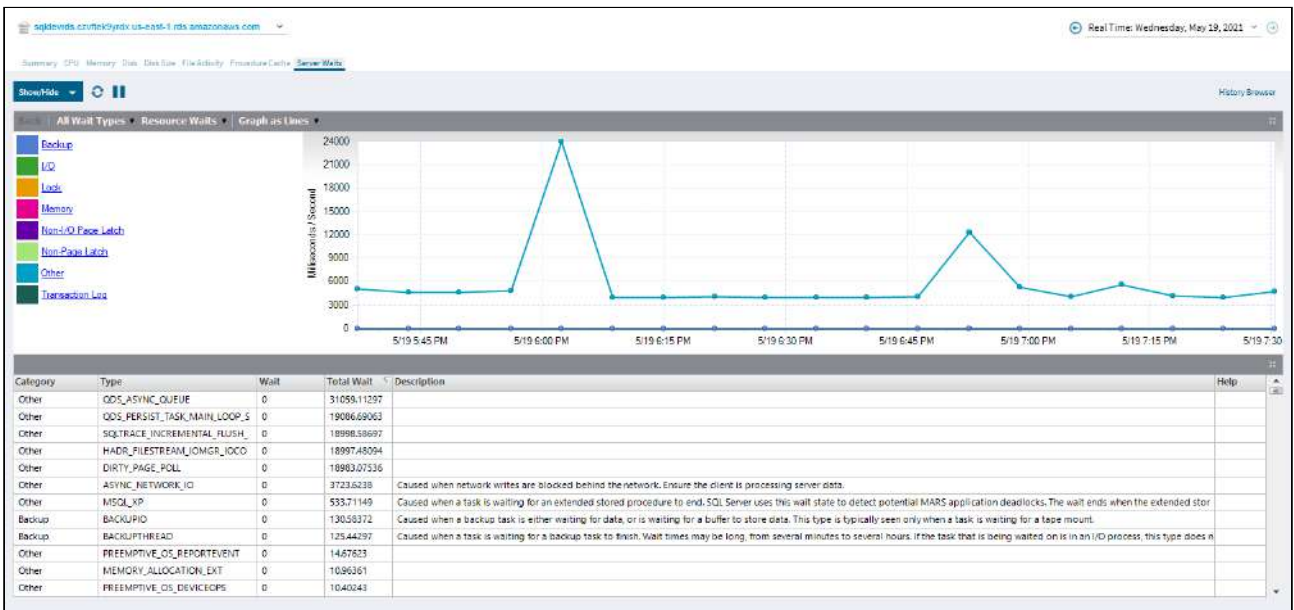 sqldevrds.czvftek9yrdx.us-east-1.rds.amazonaws.com
Real Time: Wednesday, May 19, 2021
Summary CPU Memory Disk Disk Size File Activity Procedure Cache Server Waits
Show/Hide
History Browser
Back All Wait Types Resource Waits Graph as Lines
Backup
I/O
Lock
Memory
Non-I/O Page Latch
Non-Page Latch
Other
Transaction Log
Milliseconds / Second
24000
21000
18000
15000
12000
9000
6000
3000
0
5/19 5:45 PM 5/19 6:00 PM 5/19 6:15 PM 5/19 6:30 PM 5/19 6:45 PM 5/19 7:00 PM 5/19 7:15 PM 5/19 7:30
Category Type Wait Total Wait Description Help
Other QDS_ASYNC_QUEUE 0 31059.11297
Other QDS_PERSIST_TASK_MAIN_LOOP_S 0 19086.69063
Other SQLTRACE_INCREMENTAL_FLUSH_ 0 18998.58697
Other HADR_FILESTREAM_IOMGR_IOCO 0 18997.48094
Other DIRTY_PAGE_POLL 0 18983.07536
Other ASYNC_NETWORK_IO 0 3723.6238 Caused when network writes are blocked behind the network. Ensure the client is processing server data.
Other MSQL_XP 0 533.71149 Caused when a task is waiting for an extended stored procedure to end. SQL Server uses this wait state to detect potential MARS application deadlocks. The wait ends when the extended stor
Backup BACKUPIO 0 130.58372 Caused when a backup task is either waiting for data, or is waiting for a buffer to store data. This type is typically seen only when a task is waiting for a tape mount.
Backup BACKUPTHREAD 0 125.44297 Caused when a task is waiting for a backup task to finish. Wait times may be long, from several minutes to several hours. If the task that is being waited on is in an I/O process, this type does n
Other PREEMPTIVE_OS_REPORTEVENT 0 14.67623
Other MEMORY_ALLOCATION_EXT 0 10.96361
Other PREEMPTIVE_OS_DEVICEOPS 0 10.40243